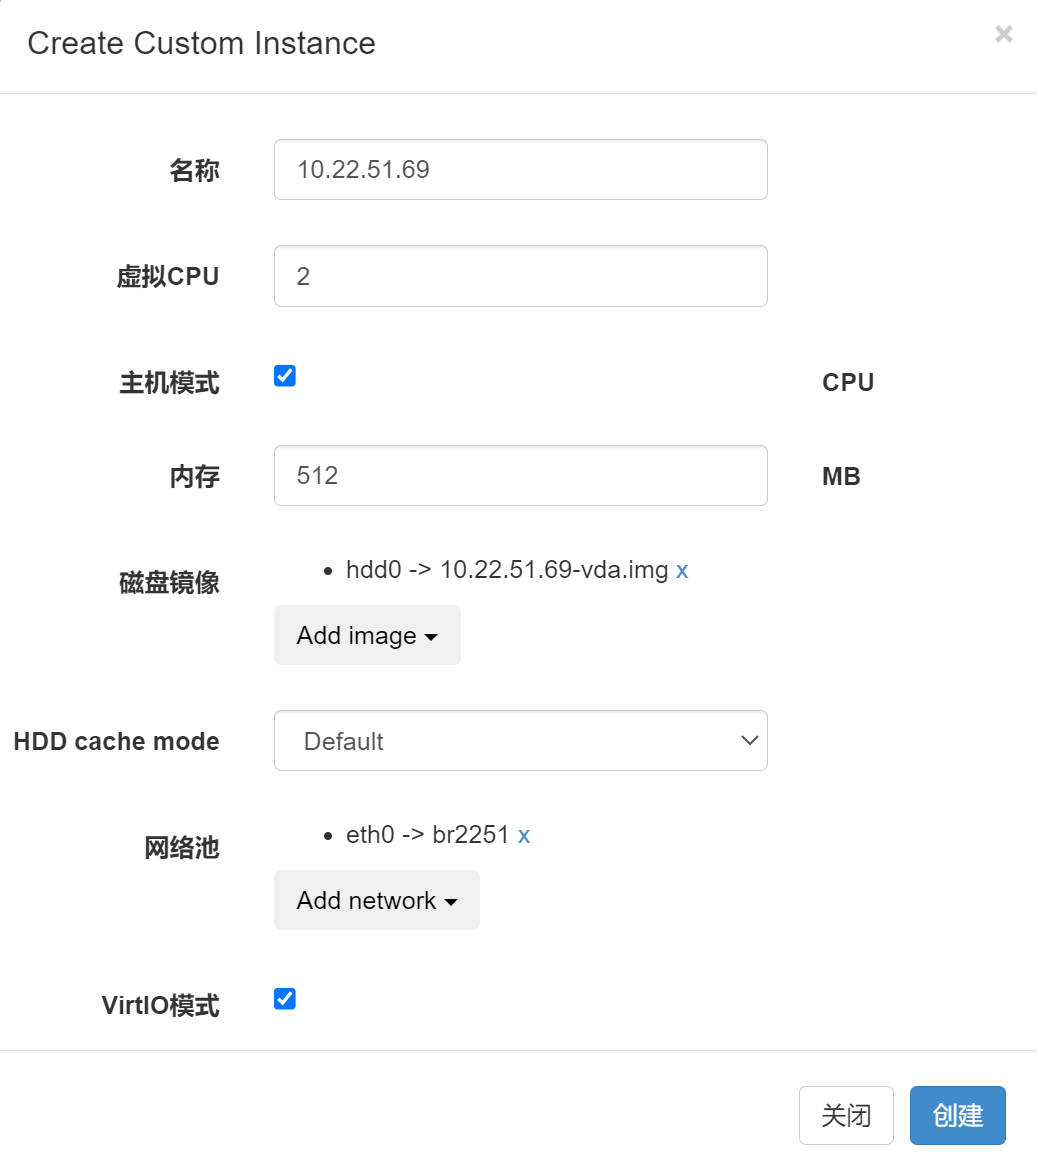 Create Custom Instance ×
名称 10.22.51.69
虚拟CPU 2
主机模式 CPU
内存 512 MB
磁盘镜像 • hdd0 -> 10.22.51.69-vda.img x
Add image
HDD cache mode Default
网络池 • eth0 -> br2251 x
Add network
VirtIO模式
关闭 创建